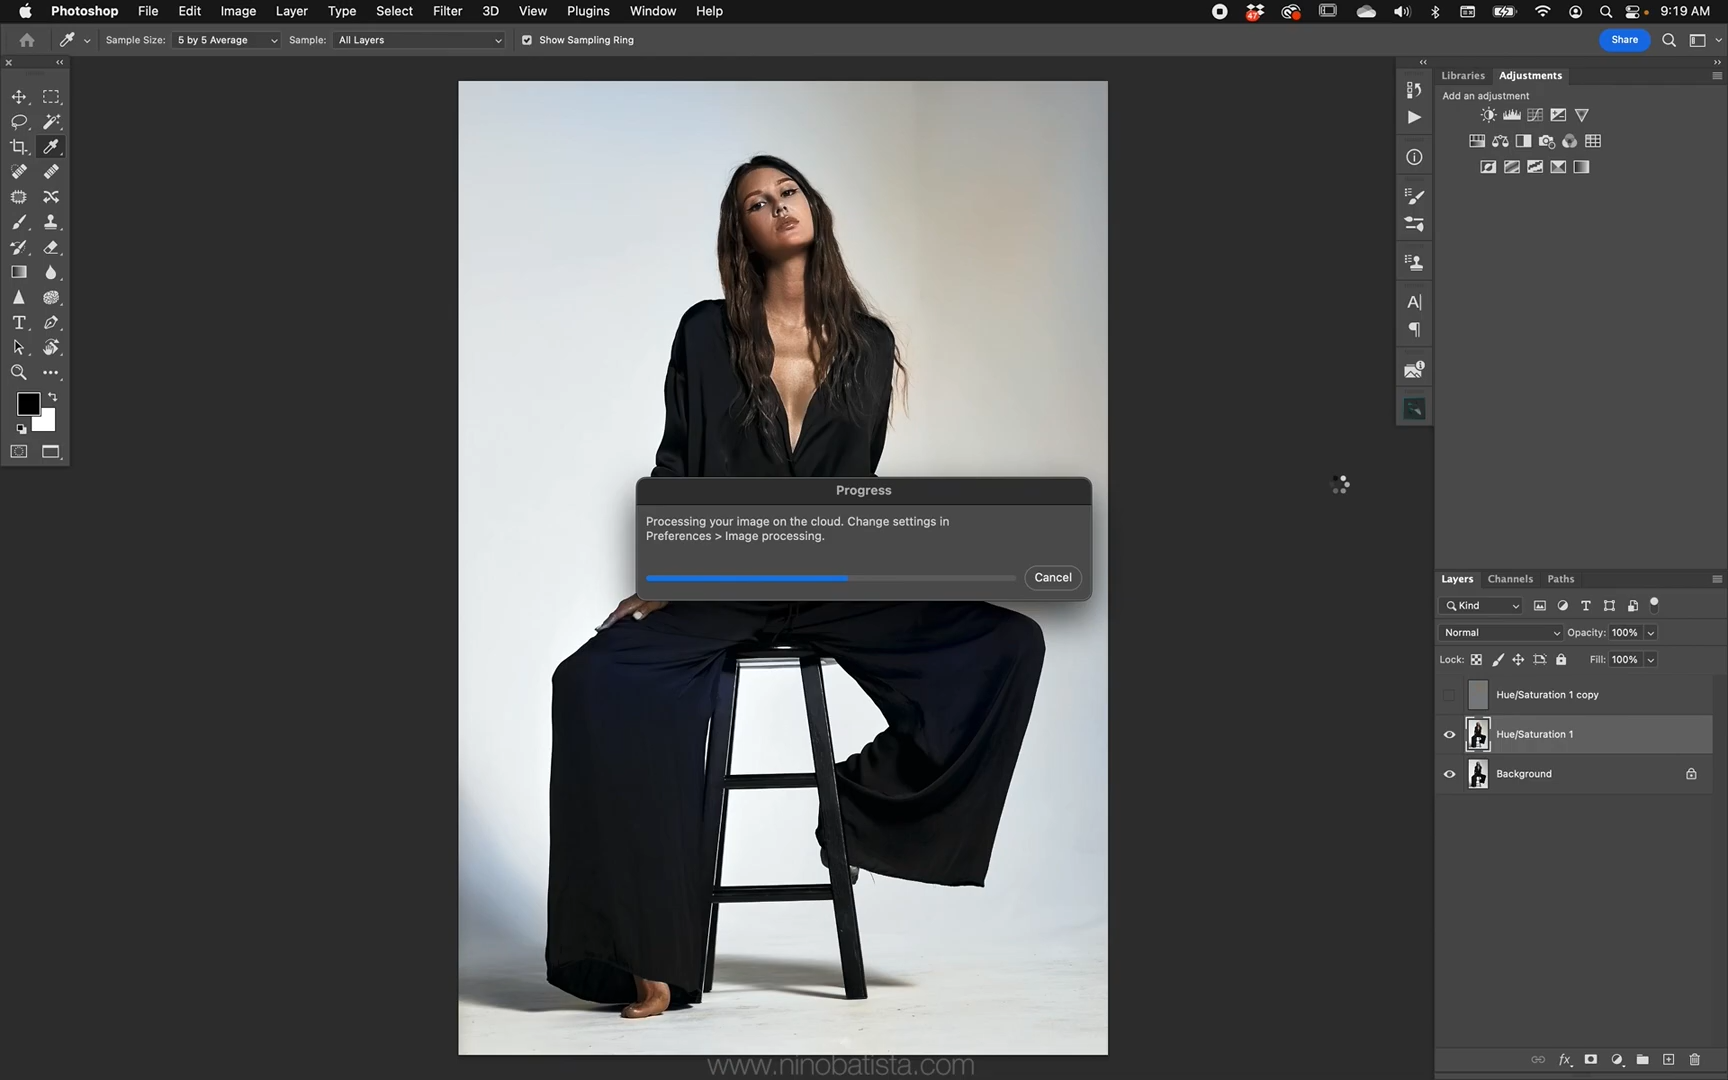 Photoshop File Edit Image Layer Type Select Filter 3D View Plugins Window Help 47 9:19 AM
Sample Size: 5 by 5 Average Sample: All Layers Show Sampling Ring Share
Libraries Adjustments
Add an adjustment
Progress
Processing your image on the cloud. Change settings in
Preferences > Image processing.
Cancel
Layers Channels Paths
Kind
Normal Opacity: 100%
Lock: Fill: 100%
Hue/Saturation 1 copy
Hue/Saturation 1
Background
fx
www.ninobatista.com